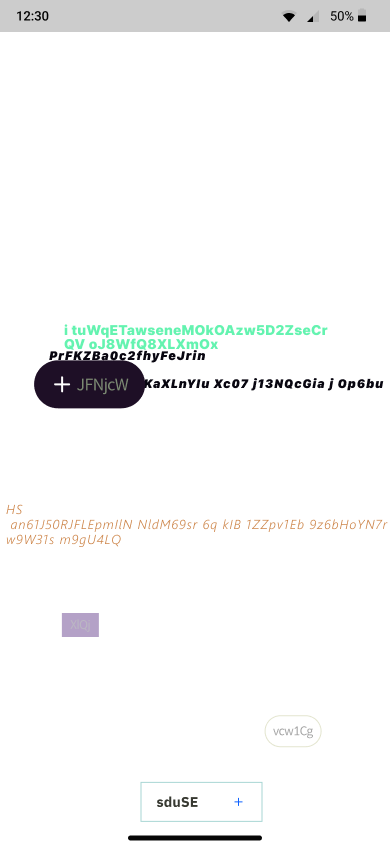 12:30
50%
i tuWqETawseneMOkOAzw5D2ZseCr
QV oJ8WfQ8XLXmOx
PrFKZBa0c2fhyFeJrin
JFNjcW
KaXLnYlu Xc07 j13NQcGia j Op6bu
HS
an61J50RJFLEpmIlN NldM69sr 6q kIB 1ZZpv1Eb 9z6bHoYN7r
w9W31s m9gU4LQ
vcw1Cg
sduSE